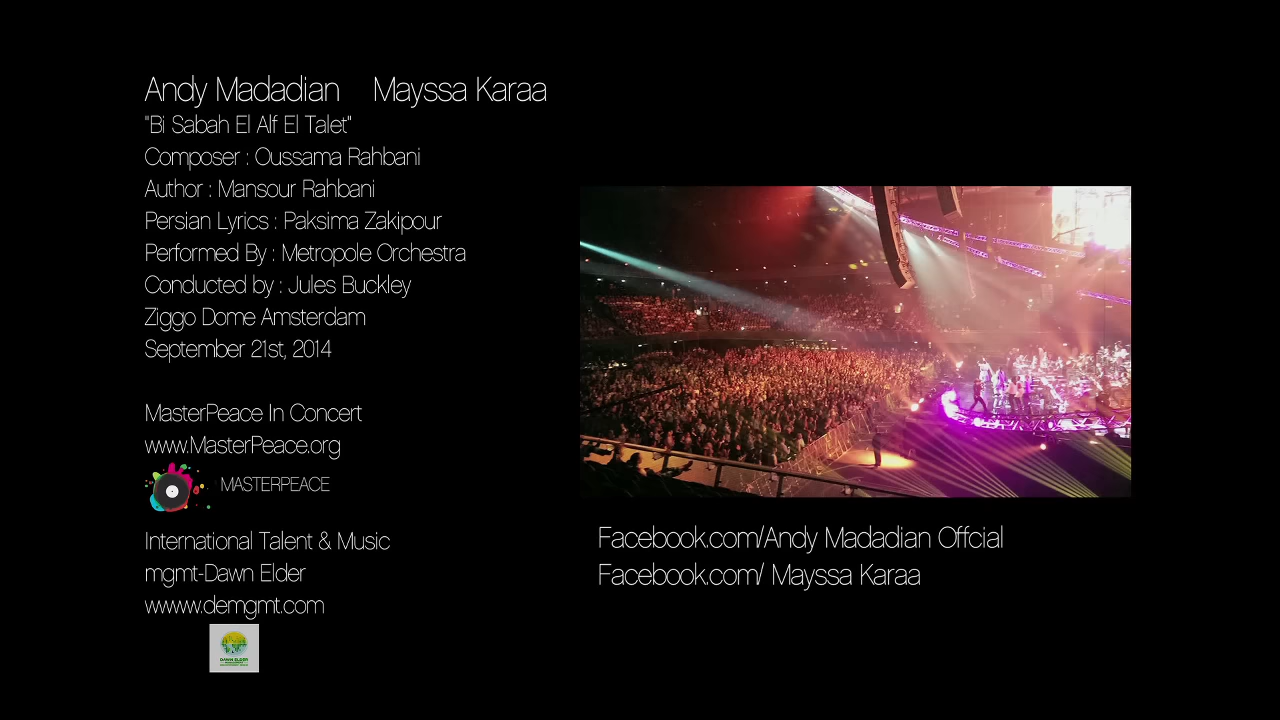 Andy Madadian Mayssa Karaa
"Bi Sabah El Alf El Talet"
Composer : Oussama Rahbani
Author : Mansour Rahbani
Persian Lyrics : Paksima Zakipour
Performed By : Metropole Orchestra
Conducted by : Jules Buckley
Ziggo Dome Amsterdam
September 21st, 2014
MasterPeace In Concert
www.MasterPeace.org
MASTERPEACE
International Talent & Music
mgmt-Dawn Elder
wwww.demgmt.com
DAWN ELDER
MANAGEMENT
Facebook.com/Andy Madadian Offcial
Facebook.com/ Mayssa Karaa